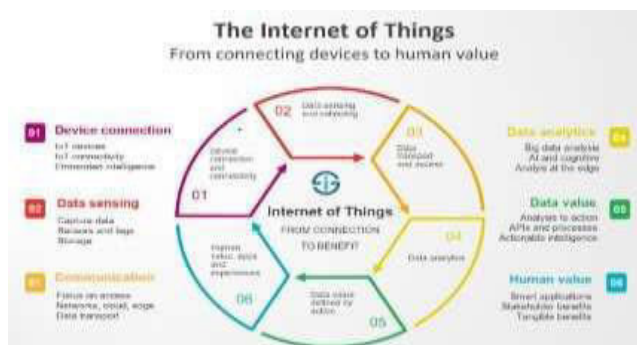 The Internet of Things
From connecting devices to human value
01 Device connection
IoT devices
IoT connectivity
Embedded intelligence
02 Data sensing
Capture data
Sensors and tags
Storage
03 Communication
Focus on access
Networks, cloud, edge
Data transport
01
Device
connection
and
connectivity
02
Data sensing
and collecting
03
Data
transport
and access
04
Data analytics
05
Data value
defined by
action
06
Human
value, apps
and
experiences
Internet of Things
FROM CONNECTION
TO BENEFIT
Data analytics 04
Big data analysis
AI and cognitive
Analysis at the edge
Data value 05
Analysis to action
APIs and processes
Actionable intelligence
Human value 06
Smart applications
Stakeholder benefits
Tangible benefits